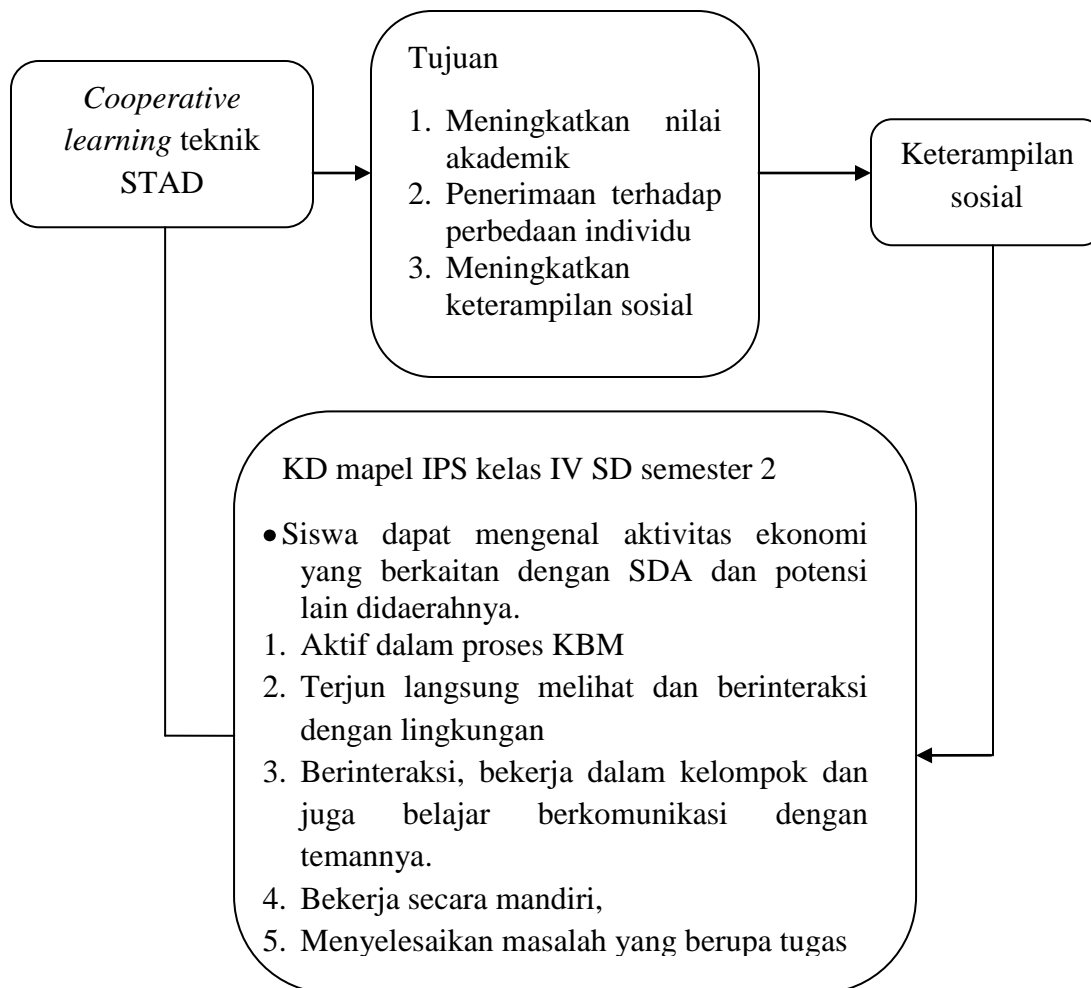 Cooperative
learning teknik
STAD
Tujuan
1. Meningkatkan nilai
akademik
2. Penerimaan terhadap
perbedaan individu
3. Meningkatkan
keterampilan sosial
Keterampilan
sosial
KD mapel IPS kelas IV SD semester 2
• Siswa dapat mengenal aktivitas ekonomi
yang berkaitan dengan SDA dan potensi
lain didaerahnya.
1. Aktif dalam proses KBM
2. Terjun langsung melihat dan berinteraksi
dengan lingkungan
3. Berinteraksi, bekerja dalam kelompok dan
juga belajar berkomunikasi dengan
temannya.
4. Bekerja secara mandiri,
5. Menyelesaikan masalah yang berupa tugas